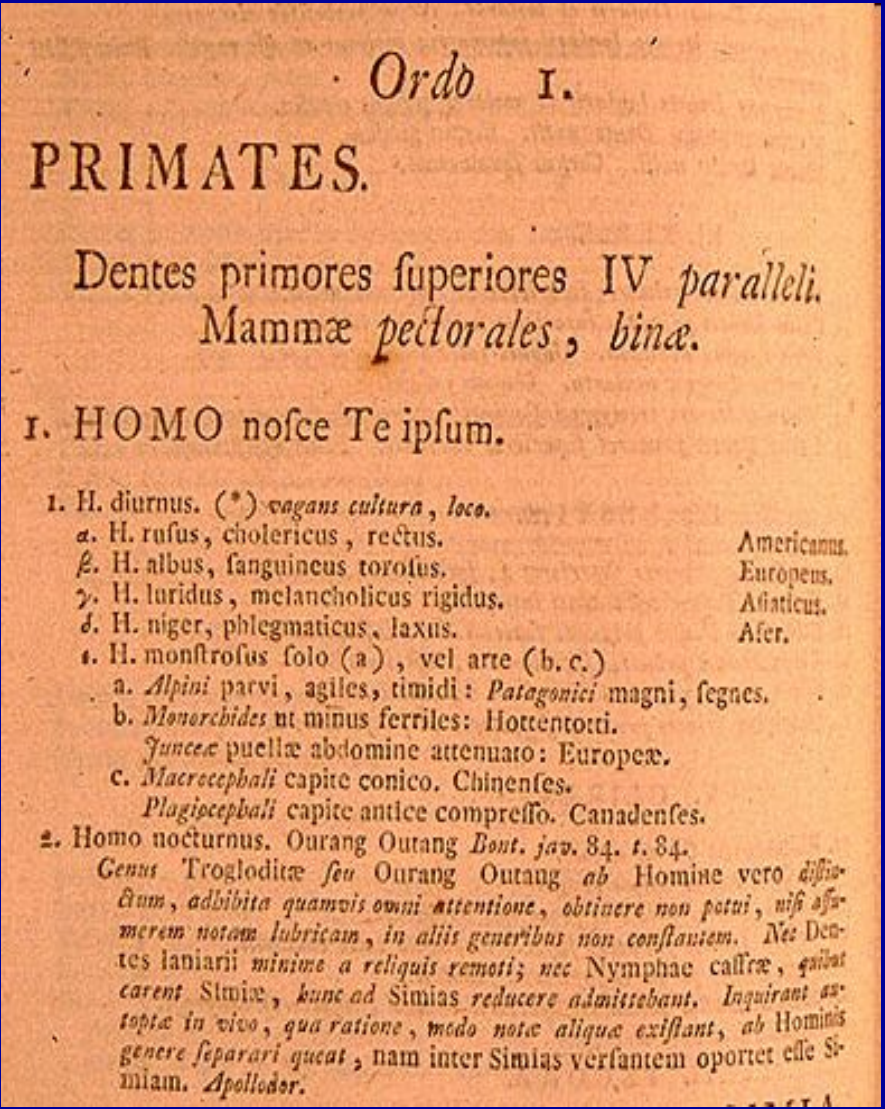 Ordo 1.
PRIMATES.
Dentes primores ſuperiores IV paralleli.
Mammæ pectorales, binæ.
1. HOMO noſce Te ipſum.
1. H. diurnus. (*) vagans cultura, loco.
α. H. rufus, cholericus, rectus. Americanus.
β. H. albus, ſanguineus toroſus. Europeus.
γ. H. luridus, melancholicus rigidus. Aſiaticus.
δ. H. niger, phlegmaticus, laxus. Afer.
ε. H. monſtroſus ſolo (a), vel arte (b. c.)
a. Alpini parvi, agiles, timidi: Patagonici magni, ſegnes.
b. Monorchides ut minus ferriles: Hottentotti.
Junceæ puellæ abdomine attenuato: Europeæ.
c. Macrocephali capite conico. Chinenſes.
Plagiocephali capite antice compreſſo. Canadenſes.
2. Homo nocturnus. Ourang Outang Bont. jav. 84. t. 84.
Genus Trogloditæ ſeu Ourang Outang ab Homine vero diſtin-
ctum, adhibita quamvis omni attentione, obtinere non potui, niſi aſſu-
merem notam lubricam, in aliis generibus non conſtantem. Nec Den-
tes laniarii minime a reliquis remoti; nec Nymphae caffræ, quibus
carent Simiæ, hunc ad Simias reducere admittebant. Inquirant au-
toptæ in vivo, qua ratione, modo notæ aliquæ exiſtant, ab Hominis
genere ſeparari queat, nam inter Simias verſantem oportet eſſe Si-
miam. Apollodor.